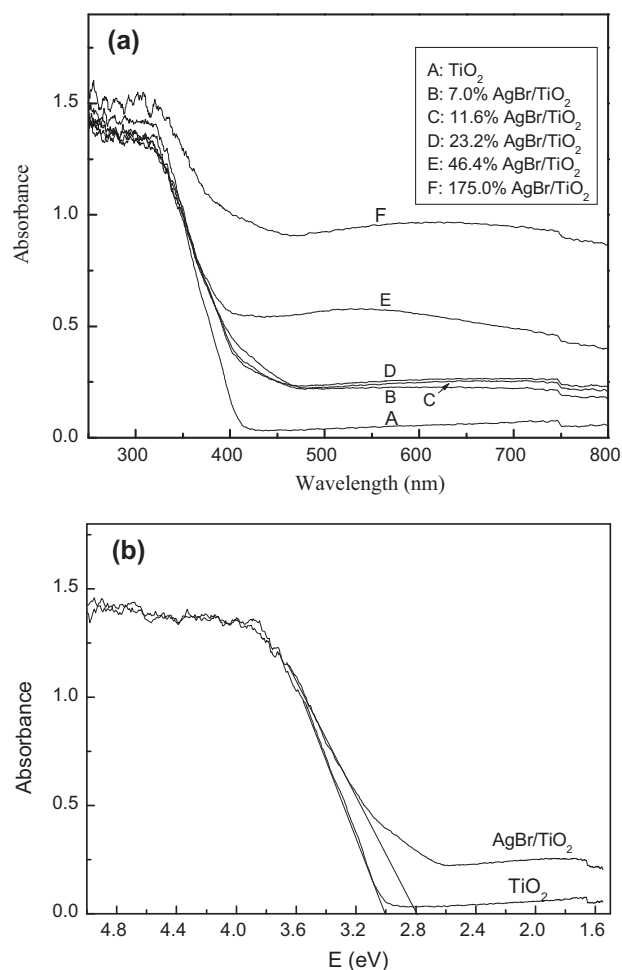 (a)
A: TiO₂
B: 7.0% AgBr/TiO₂
C: 11.6% AgBr/TiO₂
D: 23.2% AgBr/TiO₂
E: 46.4% AgBr/TiO₂
F: 175.0% AgBr/TiO₂
Absorbance
1.5
1.0
0.5
0.0
F
E
D
C
B
A
300 400 500 600 700 800
Wavelength (nm)
(b)
Absorbance
1.5
1.0
0.5
0.0
AgBr/TiO₂
TiO₂
4.8 4.4 4.0 3.6 3.2 2.8 2.4 2.0 1.6
E (eV)